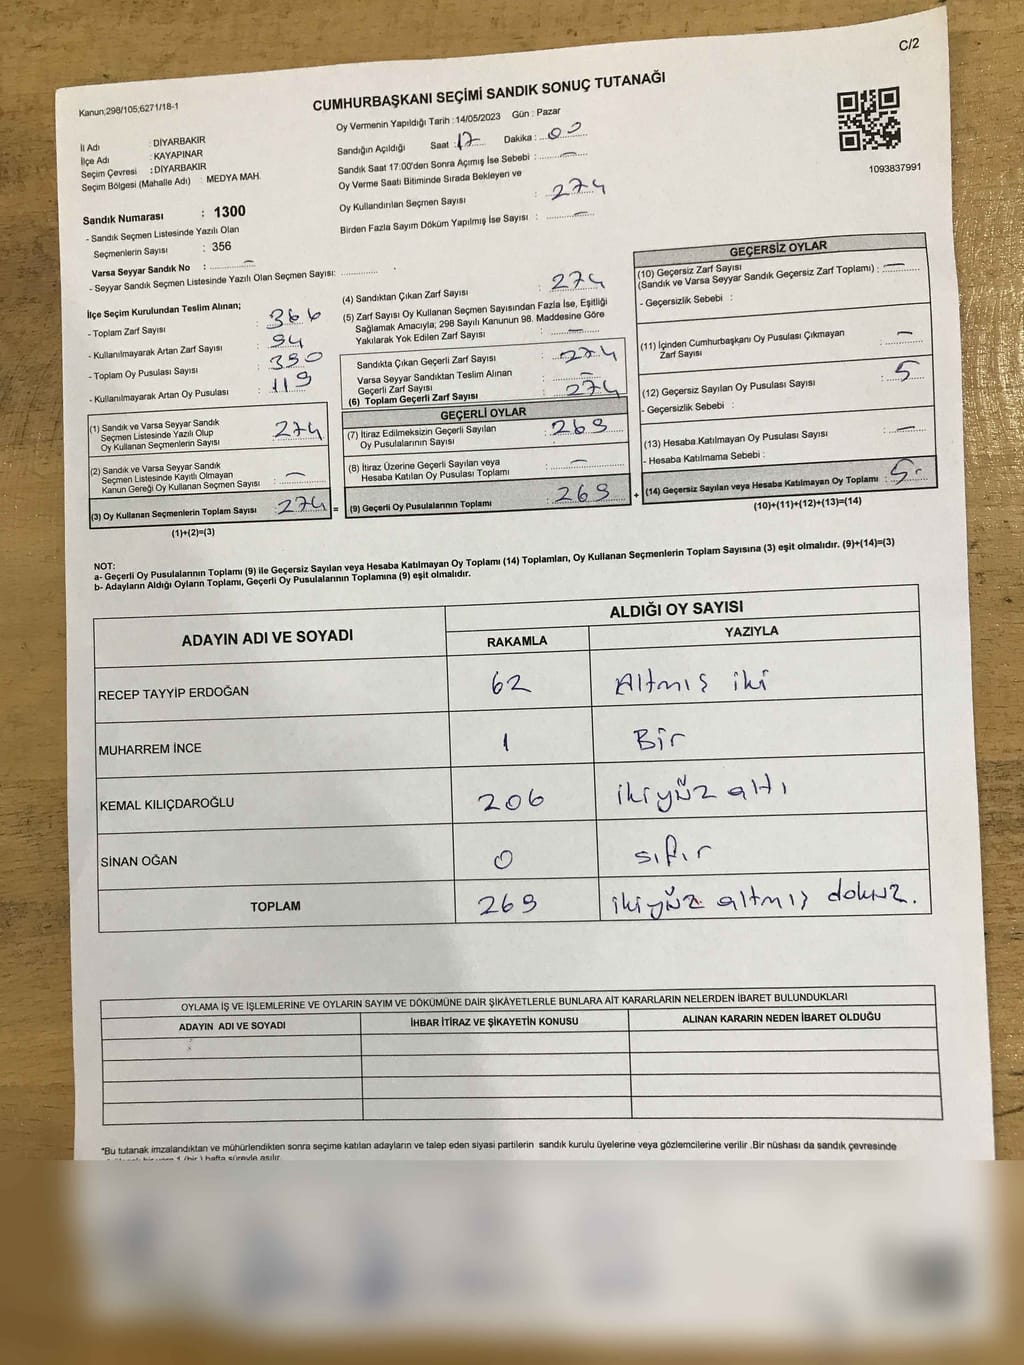 C/2
Kanun;298/105;6271/18-1
CUMHURBAŞKANI SEÇİMİ SANDIK SONUÇ TUTANAĞI
1093837991
İl Adı : DİYARBAKIR
İlçe Adı : KAYAPINAR
Seçim Çevresi : DİYARBAKIR
Seçim Bölgesi (Mahalle Adı) : MEDYA MAH.
Sandık Numarası : 1300
- Sandık Seçmen Listesinde Yazılı Olan
Seçmenlerin Sayısı : 356
Varsa Seyyar Sandık No : —
- Seyyar Sandık Seçmen Listesinde Yazılı Olan Seçmen Sayısı:
Oy Vermenin Yapıldığı Tarih : 14/05/2023 Gün : Pazar
Sandığın Açıldığı Saat : 17 Dakika : 00
Sandık Saat 17:00'den Sonra Açımış İse Sebebi : —
Oy Verme Saati Bitiminde Sırada Bekleyen ve
Oy Kullandırılan Seçmen Sayısı : 274
Birden Fazla Sayım Döküm Yapılmış İse Sayısı : —
İlçe Seçim Kurulundan Teslim Alınan;
- Toplam Zarf Sayısı : 366
- Kullanılmayarak Artan Zarf Sayısı : 94
- Toplam Oy Pusulası Sayısı : 390
- Kullanılmayarak Artan Oy Pusulası : 119
(1) Sandık ve Varsa Seyyar Sandık
Seçmen Listesinde Yazılı Olup
Oy Kullanan Seçmenlerin Sayısı : 274
(2) Sandık ve Varsa Seyyar Sandık
Seçmen Listesinde Kayıtlı Olmayan
Kanun Gereği Oy Kullanan Seçmen Sayısı : —
(3) Oy Kullanan Seçmenlerin Toplam Sayısı : 274 =
(1)+(2)=(3)
(4) Sandıktan Çıkan Zarf Sayısı : 274
(5) Zarf Sayısı Oy Kullanan Seçmen Sayısından Fazla İse, Eşitliği
Sağlamak Amacıyla; 298 Sayılı Kanunun 98. Maddesine Göre
Yakılarak Yok Edilen Zarf Sayısı : —
Sandıkta Çıkan Geçerli Zarf Sayısı : 274
Varsa Seyyar Sandıktan Teslim Alınan
Geçerli Zarf Sayısı : —
(6) Toplam Geçerli Zarf Sayısı : 274
GEÇERLİ OYLAR
(7) İtiraz Edilmeksizin Geçerli Sayılan
Oy Pusulalarının Sayısı : 269
(8) İtiraz Üzerine Geçerli Sayılan veya
Hesaba Katılan Oy Pusulası Toplamı : —
(9) Geçerli Oy Pusulalarının Toplamı : 269 +
GEÇERSİZ OYLAR
(10) Geçersiz Zarf Sayısı
(Sandık ve Varsa Seyyar Sandık Geçersiz Zarf Toplamı) : —
- Geçersizlik Sebebi :
(11) İçinden Cumhurbaşkanı Oy Pusulası Çıkmayan
Zarf Sayısı : —
(12) Geçersiz Sayılan Oy Pusulası Sayısı : 5
- Geçersizlik Sebebi :
(13) Hesaba Katılmayan Oy Pusulası Sayısı : —
- Hesaba Katılmama Sebebi :
(14) Geçersiz Sayılan veya Hesaba Katılmayan Oy Toplamı : 5.
(10)+(11)+(12)+(13)=(14)
NOT:
a- Geçerli Oy Pusulalarının Toplamı (9) ile Geçersiz Sayılan veya Hesaba Katılmayan Oy Toplamı (14) Toplamları, Oy Kullanan Seçmenlerin Toplam Sayısına (3) eşit olmalıdır. (9)+(14)=(3)
b- Adayların Aldığı Oyların Toplamı, Geçerli Oy Pusulalarının Toplamına (9) eşit olmalıdır.
ADAYIN ADI VE SOYADI ALDIĞI OY SAYISI
RAKAMLA YAZIYLA
RECEP TAYYİP ERDOĞAN 62 Altmış iki
MUHARREM İNCE 1 Bir
KEMAL KILIÇDAROĞLU 206 ikiyüz altı
SİNAN OĞAN 0 sıfır
TOPLAM 269 ikiyüz altmış dokuz.
OYLAMA İŞ VE İŞLEMLERİNE VE OYLARIN SAYIM VE DÖKÜMÜNE DAİR ŞİKAYETLERLE BUNLARA AİT KARARLARIN NELERDEN İBARET BULUNDUKLARI
ADAYIN ADI VE SOYADI İHBAR İTİRAZ VE ŞİKAYETİN KONUSU ALINAN KARARIN NEDEN İBARET OLDUĞU
*Bu tutanak imzalandıktan ve mühürlendikten sonra seçime katılan adayların ve talep eden siyasi partilerin sandık kurulu üyelerine veya gözlemcilerine verilir .Bir nüshası da sandık çevresinde